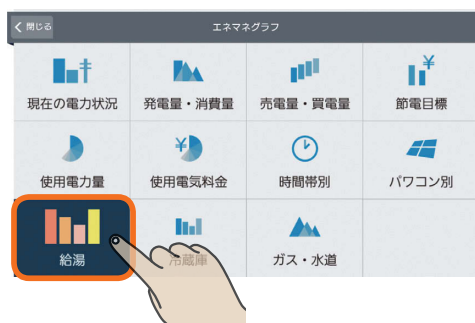 < 閉じる
エネマネグラフ
現在の電力状況
発電量・消費量
売電量・買電量
節電目標
使用電力量
使用電気料金
時間帯別
パワコン別
給湯
冷蔵庫
ガス・水道